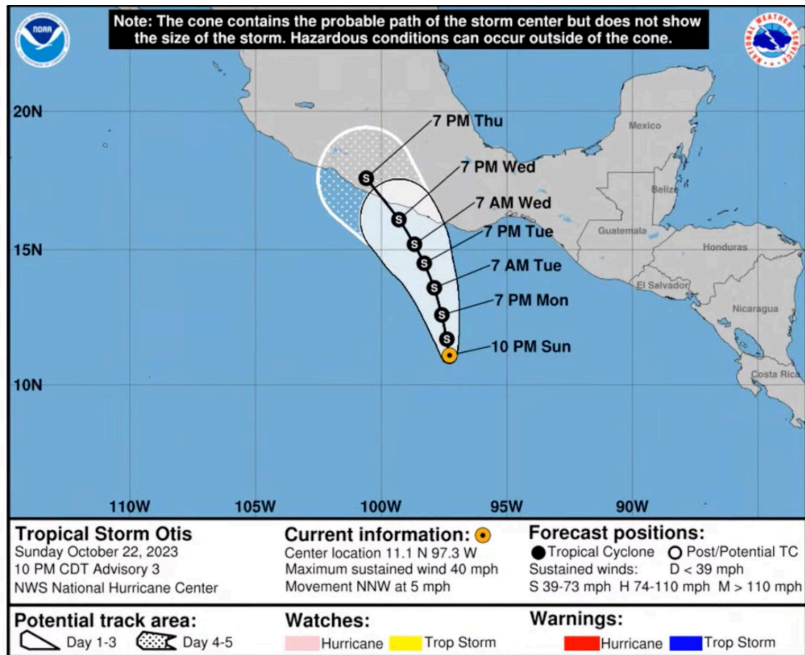 Note: The cone contains the probable path of the storm center but does not show
the size of the storm. Hazardous conditions can occur outside of the cone.
NOAA
NATIONAL WEATHER SERVICE
20N
15N
10N
110W
105W
100W
95W
90W
7 PM Thu
7 PM Wed
7 AM Wed
7 PM Tue
7 AM Tue
7 PM Mon
10 PM Sun
S
S
S
S
S
S
S
Mexico
Belize
Guatemala
Honduras
El Salvador
Nicaragua
Costa Rica
Tropical Storm Otis
Sunday October 22, 2023
10 PM CDT Advisory 3
NWS National Hurricane Center
Current information:
Center location 11.1 N 97.3 W
Maximum sustained wind 40 mph
Movement NNW at 5 mph
Forecast positions:
Tropical Cyclone Post/Potential TC
Sustained winds: D < 39 mph
S 39-73 mph H 74-110 mph M > 110 mph
Potential track area:
Day 1-3 Day 4-5
Watches:
Hurricane Trop Storm
Warnings:
Hurricane Trop Storm